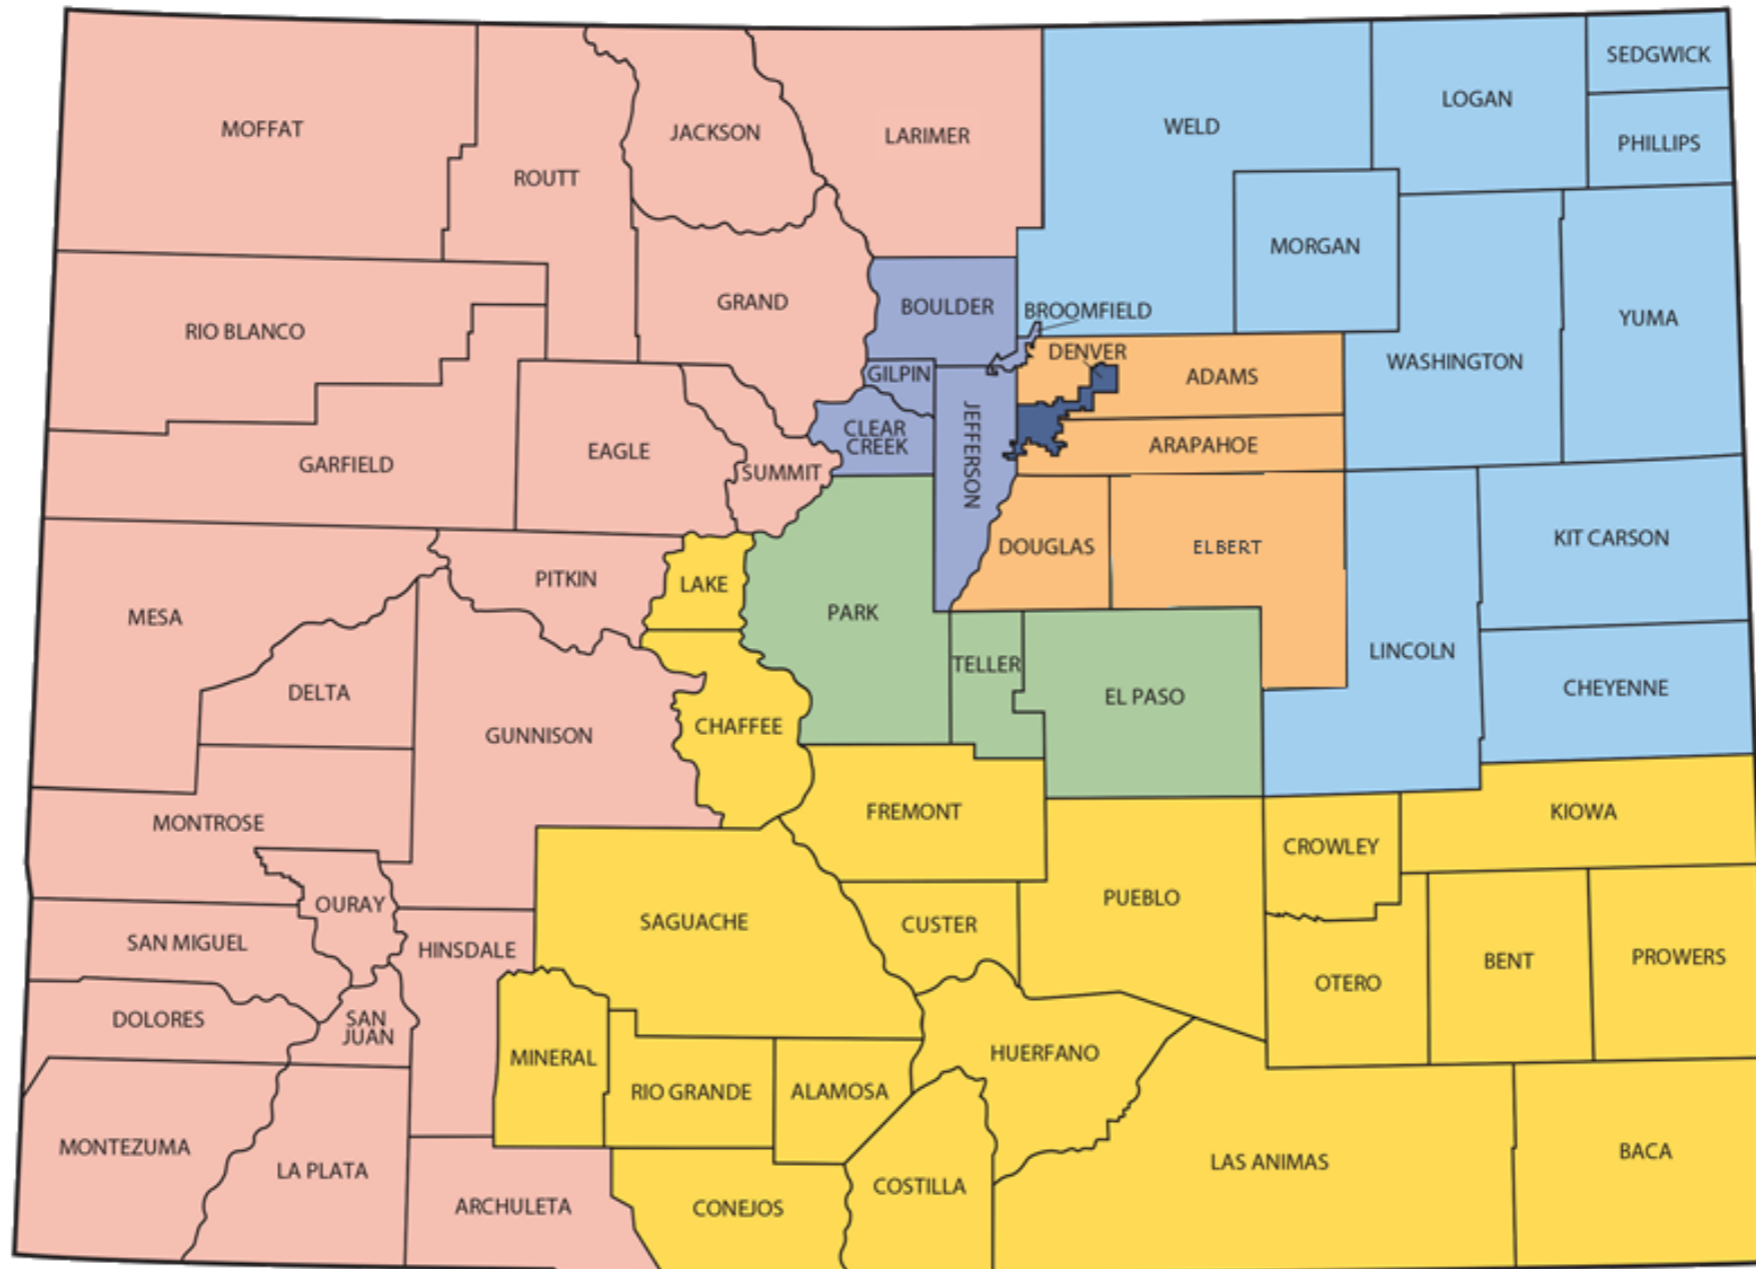 SEDGWICK
LOGAN
MOFFAT
JACKSON
LARIMER
WELD
PHILLIPS
ROUTT
MORGAN
GRAND
BOULDER
BROOMFIELD
YUMA
RIO BLANCO
DENVER
WASHINGTON
GILPIN
ADAMS
CLEAR
CREEK
JEFFERSON
ARAPAHOE
EAGLE
GARFIELD
SUMMIT
DOUGLAS
ELBERT
KIT CARSON
PITKIN
LAKE
MESA
PARK
LINCOLN
TELLER
DELTA
EL PASO
CHEYENNE
GUNNISON
CHAFFEE
MONTROSE
FREMONT
KIOWA
CROWLEY
OURAY
PUEBLO
SAGUACHE
CUSTER
SAN MIGUEL
HINSDALE
BENT
PROWERS
OTERO
DOLORES
SAN
JUAN
MINERAL
HUERFANO
RIO GRANDE
ALAMOSA
MONTEZUMA
LA PLATA
LAS ANIMAS
BACA
COSTILLA
ARCHULETA
CONEJOS